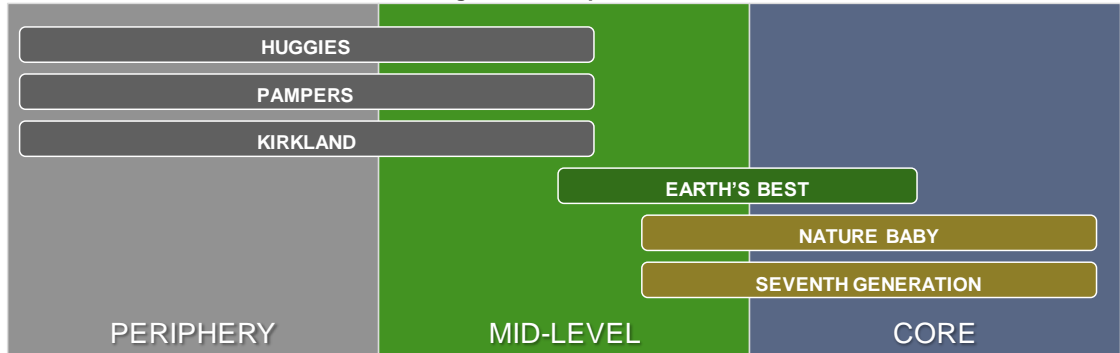 HUGGIES
PAMPERS
KIRKLAND
EARTH'S BEST
NATURE BABY
SEVENTH GENERATION
PERIPHERY MID-LEVEL CORE